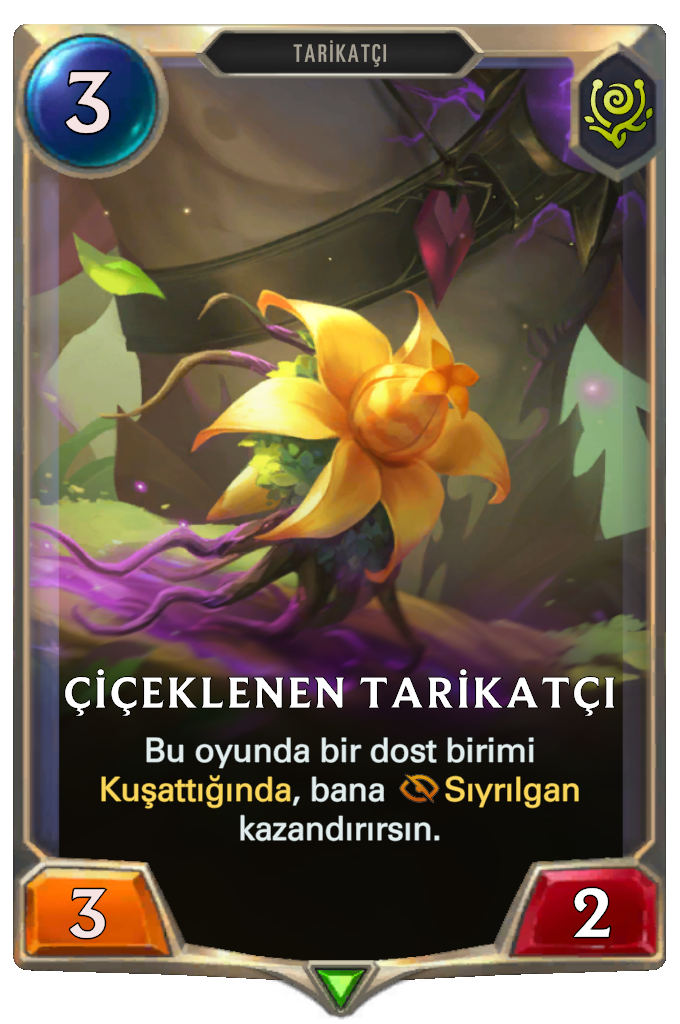 3
TARİKATÇI
ÇİÇEKLENEN TARİKATÇI
Bu oyunda bir dost birimi
Kuşattığında, bana Sıyrılgan
kazandırırsın.
3
2